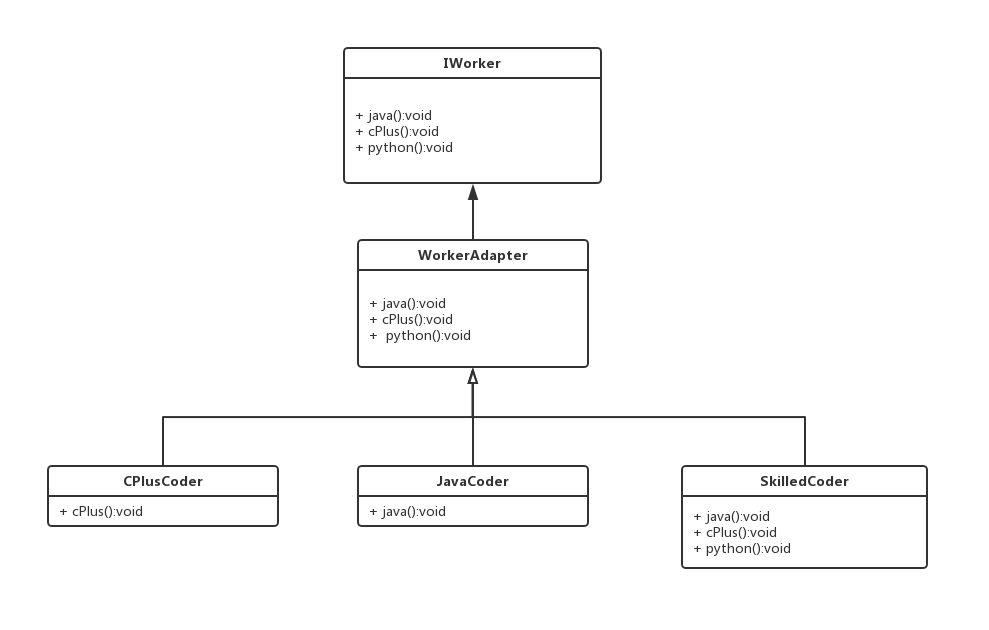 IWorker
+ java():void
+ cPlus():void
+ python():void
WorkerAdapter
+ java():void
+ cPlus():void
+  python():void
CPlusCoder
+ cPlus():void
JavaCoder
+ java():void
SkilledCoder
+ java():void
+ cPlus():void
+ python():void